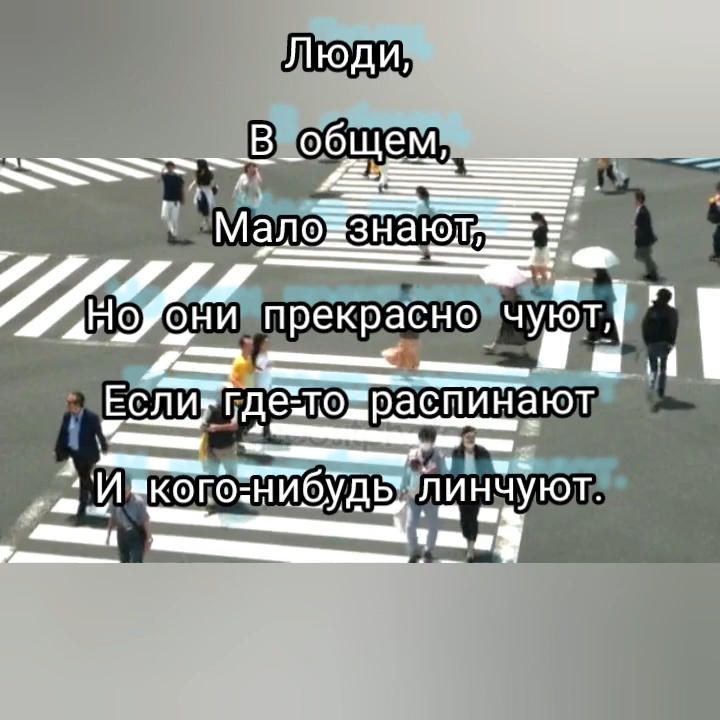 Люди,
В общем,
Мало знают,
Но они прекрасно чуют,
Если где-то распинают
И кого-нибудь линчуют.